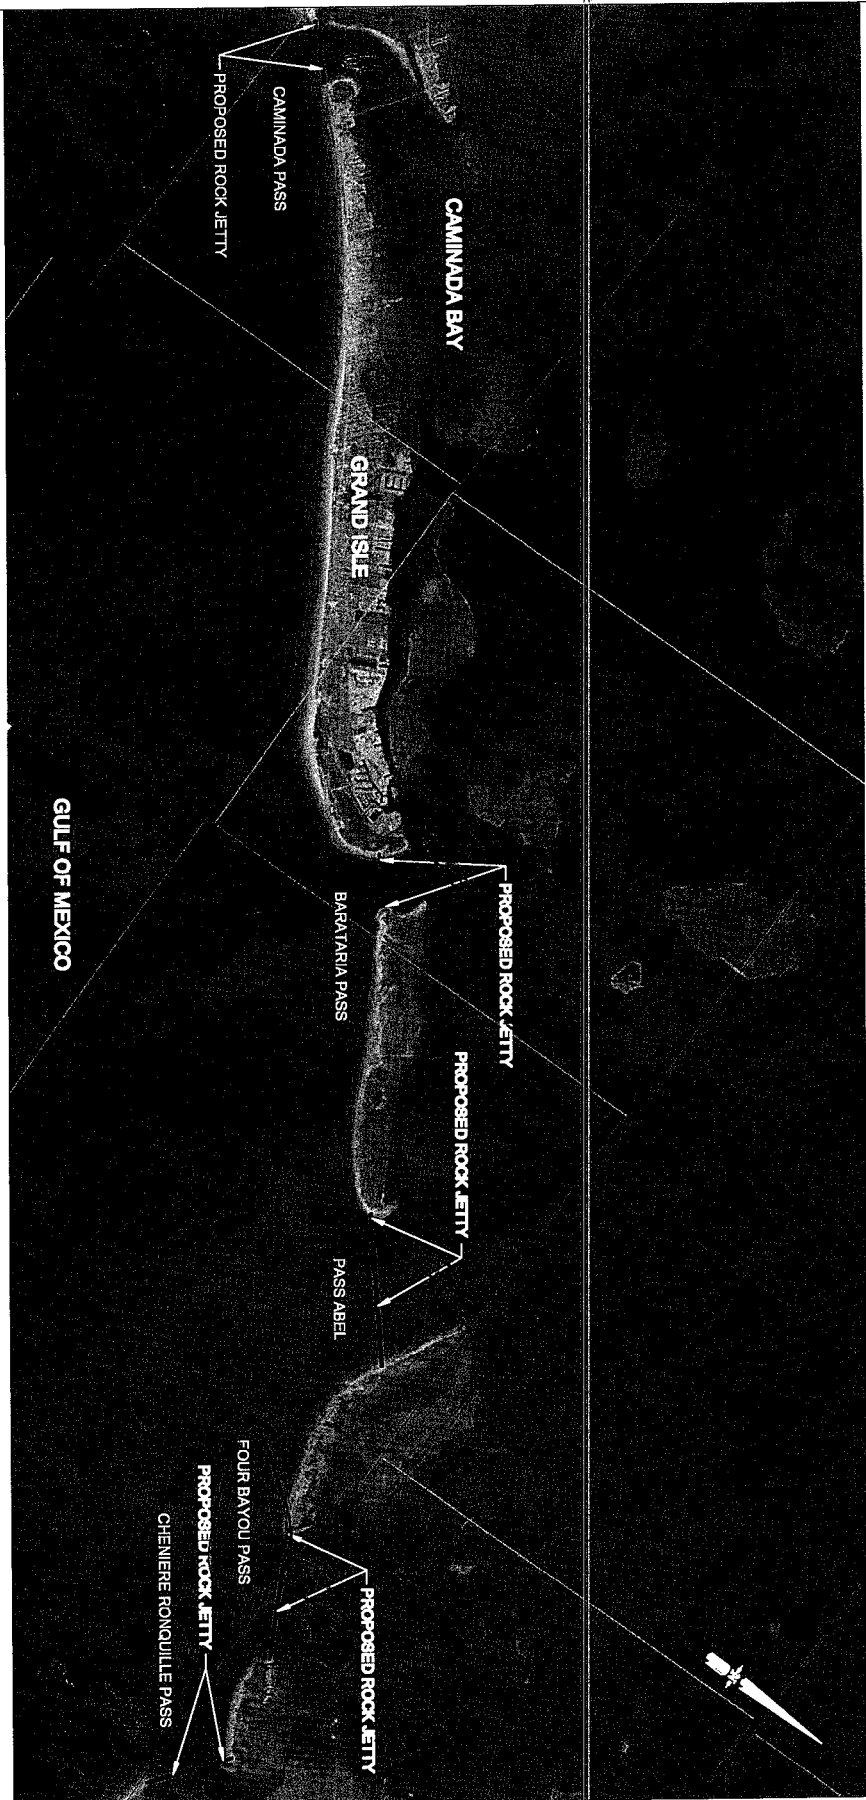 CAMINADA PASS
PROPOSED ROCK JETTY
CAMINADA BAY
GRAND ISLE
GULF OF MEXICO
BARATARIA PASS
PROPOSED ROCK JETTY
PROPOSED ROCK JETTY
PASS ABEL
FOUR BAYOU PASS
PROPOSED ROCK JETTY
PROPOSED ROCK JETTY
CHENIERE RONQUILLE PASS